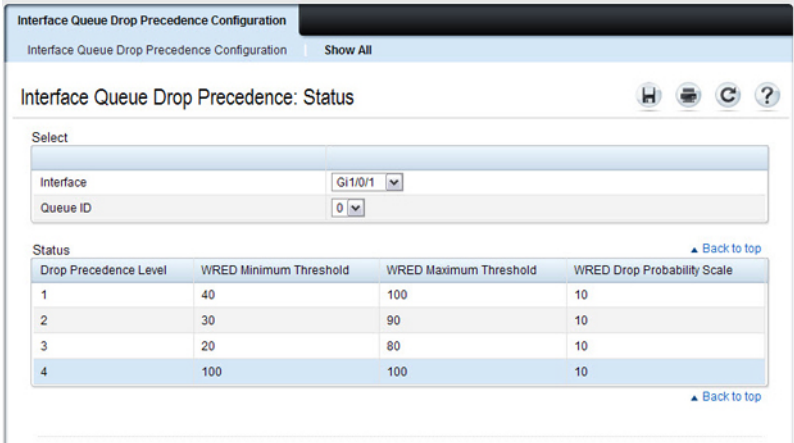 Interface Queue Drop Precedence Configuration
Interface Queue Drop Precedence Configuration Show All
Interface Queue Drop Precedence: Status
Select
Interface Gi1/0/1
Queue ID 0
Status Back to top
Drop Precedence Level WRED Minimum Threshold WRED Maximum Threshold WRED Drop Probability Scale
1 40 100 10
2 30 90 10
3 20 80 10
4 100 100 10
Back to top